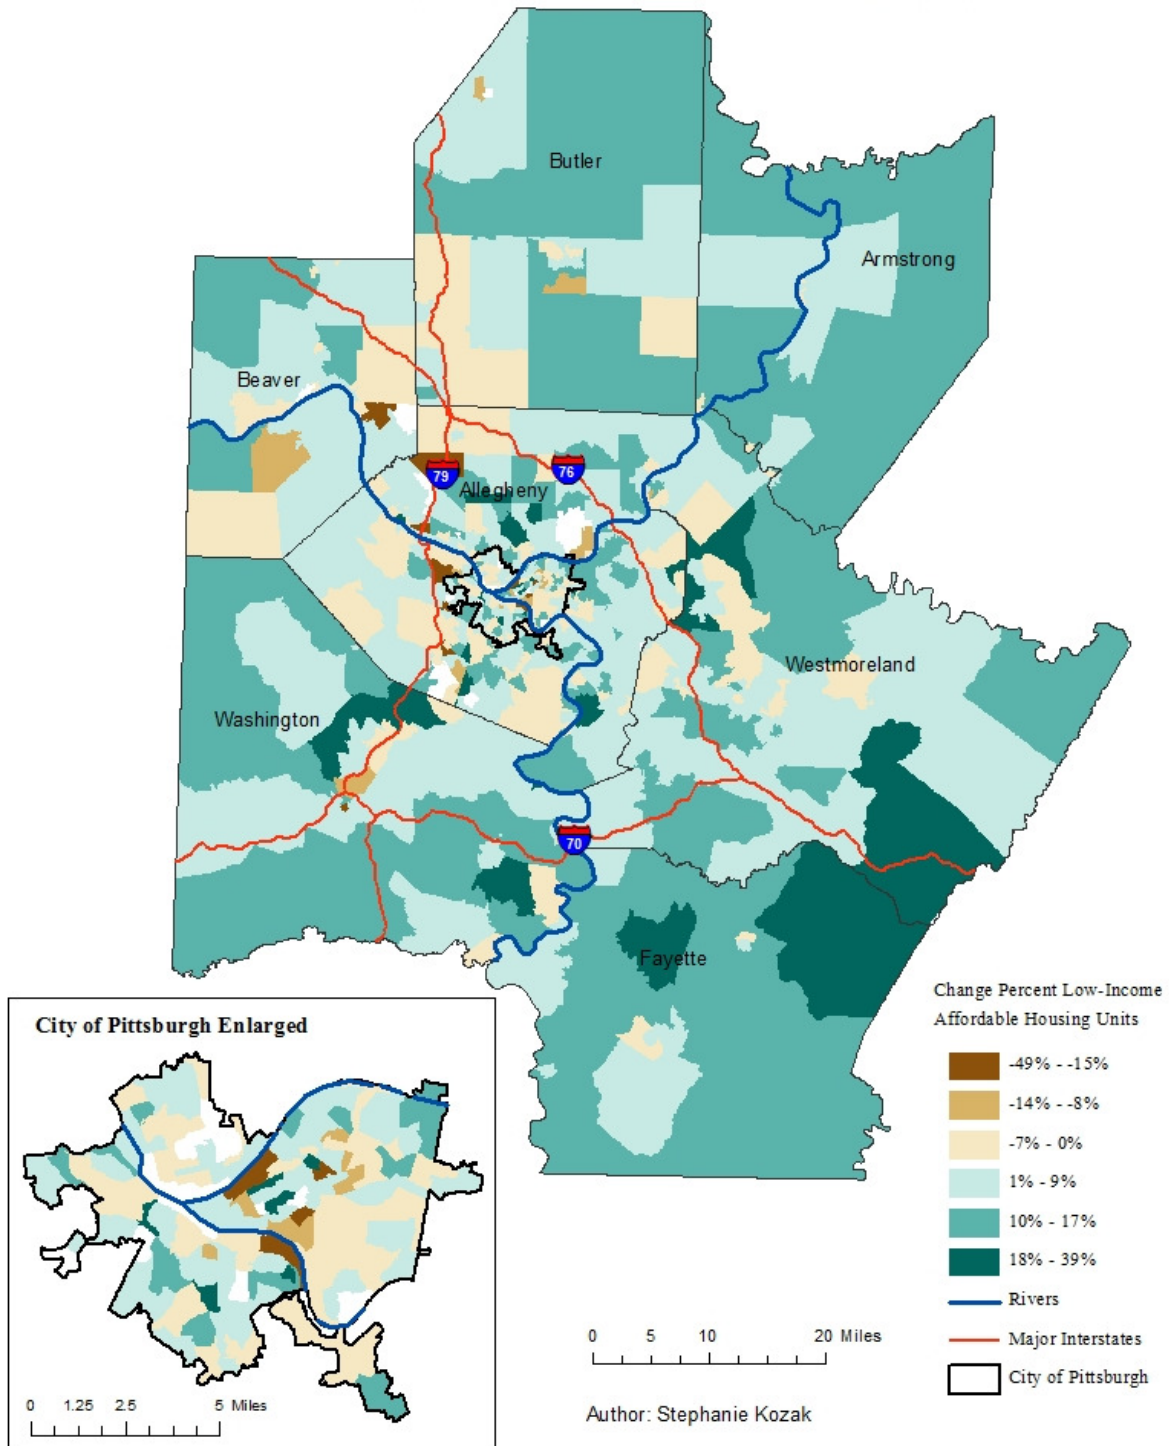 Butler
Armstrong
Beaver
79
76
Allegheny
Westmoreland
Washington
70
Fayette
City of Pittsburgh Enlarged
0 1.25 2.5 5 Miles
Change Percent Low-Income
Affordable Housing Units
-49% - -15%
-14% - -8%
-7% - 0%
1% - 9%
10% - 17%
18% - 39%
Rivers
Major Interstates
City of Pittsburgh
0 5 10 20 Miles
Author: Stephanie Kozak